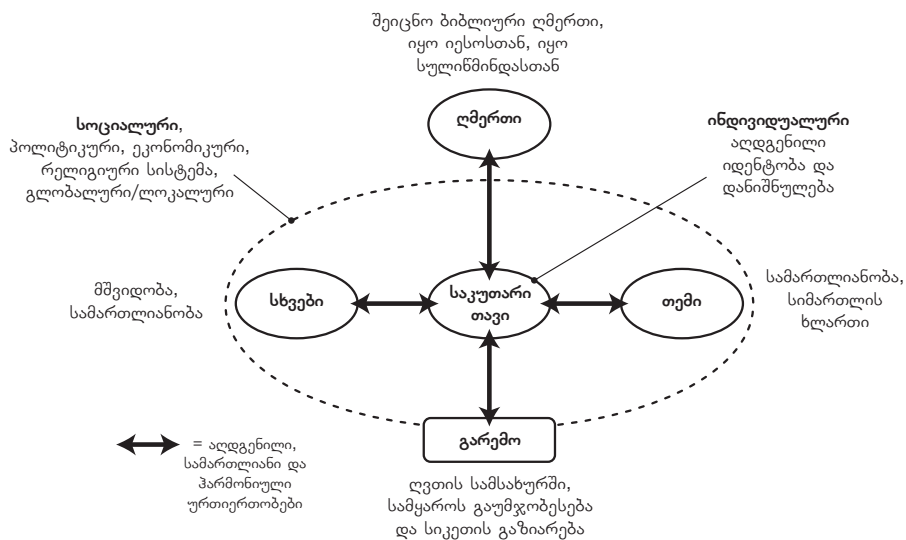 შეიცნო ბიბლიური ღმერთი,
იყო იესოსთან, იყო
სულიწმინდასთან
ღმერთი
სოციალური,
პოლიტიკური, ეკონომიკური,
რელიგიური სისტემა,
გლობალური/ლოკალური
ინდივიდუალური
აღდგენილი
იდენტობა და
დანიშნულება
მშვიდობა,
სამართლიანობა
სხვები
საკუთარი
თავი
თემი
სამართლიანობა,
სიმართლის
ხლართი
გარემო
= აღდგენილი,
სამართლიანი და
ჰარმონიული
ურთიერთობები
ღვთის სამსახურში,
სამყაროს გაუმჯობესება
და სიკეთის გაზიარება